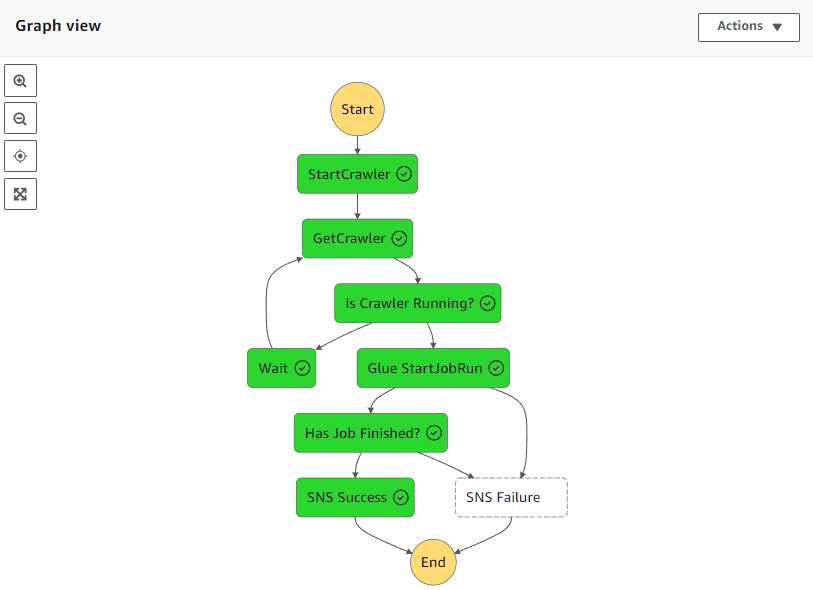 Graph view
Actions
Start
StartCrawler
GetCrawler
Is Crawler Running?
Wait
Glue StartJobRun
Has Job Finished?
SNS Success
SNS Failure
End